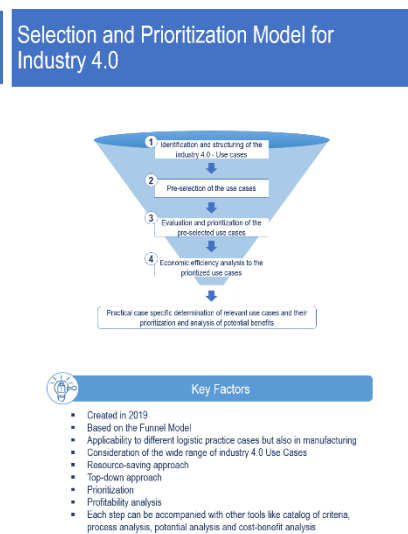 Selection and Prioritization Model for
Industry 4.0
1
Identification and structuring of the
industry 4.0 - Use cases
2
Pre-selection of the use cases
3
Evaluation and prioritization of the
pre-selected use cases
4
Economic efficiency analysis to the
prioritized use cases
Practical case specific determination of relevant use cases and their
prioritization and analysis of potential benefits
Key Factors
▪ Created in 2019
▪ Based on the Funnel Model
▪ Applicability to different logistic practice cases but also in manufacturing
▪ Consideration of the wide range of industry 4.0 Use Cases
▪ Resource-saving approach
▪ Top-down approach
▪ Prioritization
▪ Profitability analysis
▪ Each step can be accompanied with other tools like catalog of criteria,
process analysis, potential analysis and cost-benefit analysis